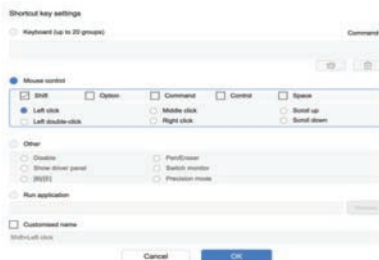 Shortcut key settings
Keyboard (up to 20 groups) Command
Mouse control
Shift Option Command Control Space
Left click Middle click Scroll up
Left double-click Right click Scroll down
Other
Disable Pen/Eraser
Show driver panel Switch monitor
Precision mode
Run application
Customised name
Shift+Left click
Cancel OK